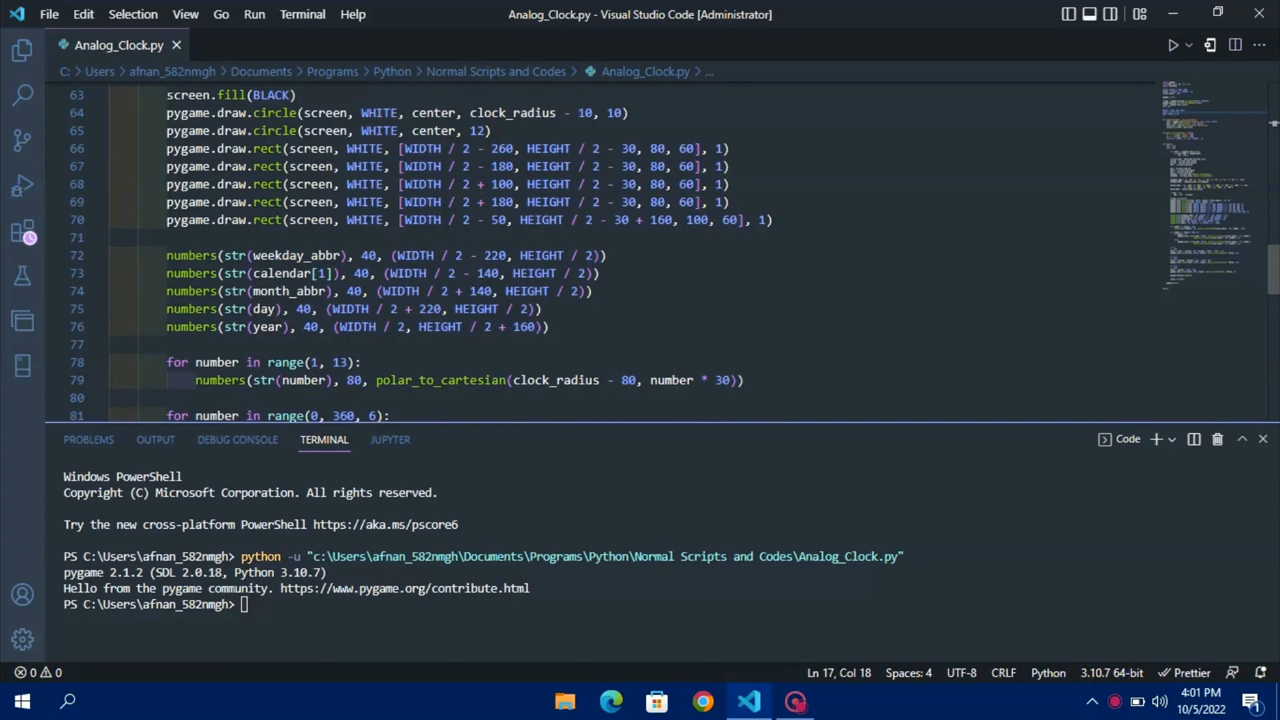 File Edit Selection View Go Run Terminal Help Analog_Clock.py - Visual Studio Code [Administrator]
Analog_Clock.py
C: > Users > afnan_582nmgh > Documents > Programs > Python > Normal Scripts and Codes > Analog_Clock.py > ...
63 screen.fill(BLACK)
64 pygame.draw.circle(screen, WHITE, center, clock_radius - 10, 10)
65 pygame.draw.circle(screen, WHITE, center, 12)
66 pygame.draw.rect(screen, WHITE, [WIDTH / 2 - 260, HEIGHT / 2 - 30, 80, 60], 1)
67 pygame.draw.rect(screen, WHITE, [WIDTH / 2 - 180, HEIGHT / 2 - 30, 80, 60], 1)
68 pygame.draw.rect(screen, WHITE, [WIDTH / 2 + 100, HEIGHT / 2 - 30, 80, 60], 1)
69 pygame.draw.rect(screen, WHITE, [WIDTH / 2 + 180, HEIGHT / 2 - 30, 80, 60], 1)
70 pygame.draw.rect(screen, WHITE, [WIDTH / 2 - 50, HEIGHT / 2 - 30 + 160, 100, 60], 1)
71
72 numbers(str(weekday_abbr), 40, (WIDTH / 2 - 220, HEIGHT / 2))
73 numbers(str(calendar[1]), 40, (WIDTH / 2 - 140, HEIGHT / 2))
74 numbers(str(month_abbr), 40, (WIDTH / 2 + 140, HEIGHT / 2))
75 numbers(str(day), 40, (WIDTH / 2 + 220, HEIGHT / 2))
76 numbers(str(year), 40, (WIDTH / 2, HEIGHT / 2 + 160))
77
78 for number in range(1, 13):
79 numbers(str(number), 80, polar_to_cartesian(clock_radius - 80, number * 30))
80
81 for number in range(0, 360, 6):
PROBLEMS OUTPUT DEBUG CONSOLE TERMINAL JUPYTER Code
Windows PowerShell
Copyright (C) Microsoft Corporation. All rights reserved.
Try the new cross-platform PowerShell https://aka.ms/pscore6
PS C:\Users\afnan_582nmgh> python -u "c:\Users\afnan_582nmgh\Documents\Programs\Python\Normal Scripts and Codes\Analog_Clock.py"
pygame 2.1.2 (SDL 2.0.18, Python 3.10.7)
Hello from the pygame community. https://www.pygame.org/contribute.html
PS C:\Users\afnan_582nmgh>
0 0 Ln 17, Col 18 Spaces: 4 UTF-8 CRLF Python 3.10.7 64-bit Prettier
4:01 PM
10/5/2022